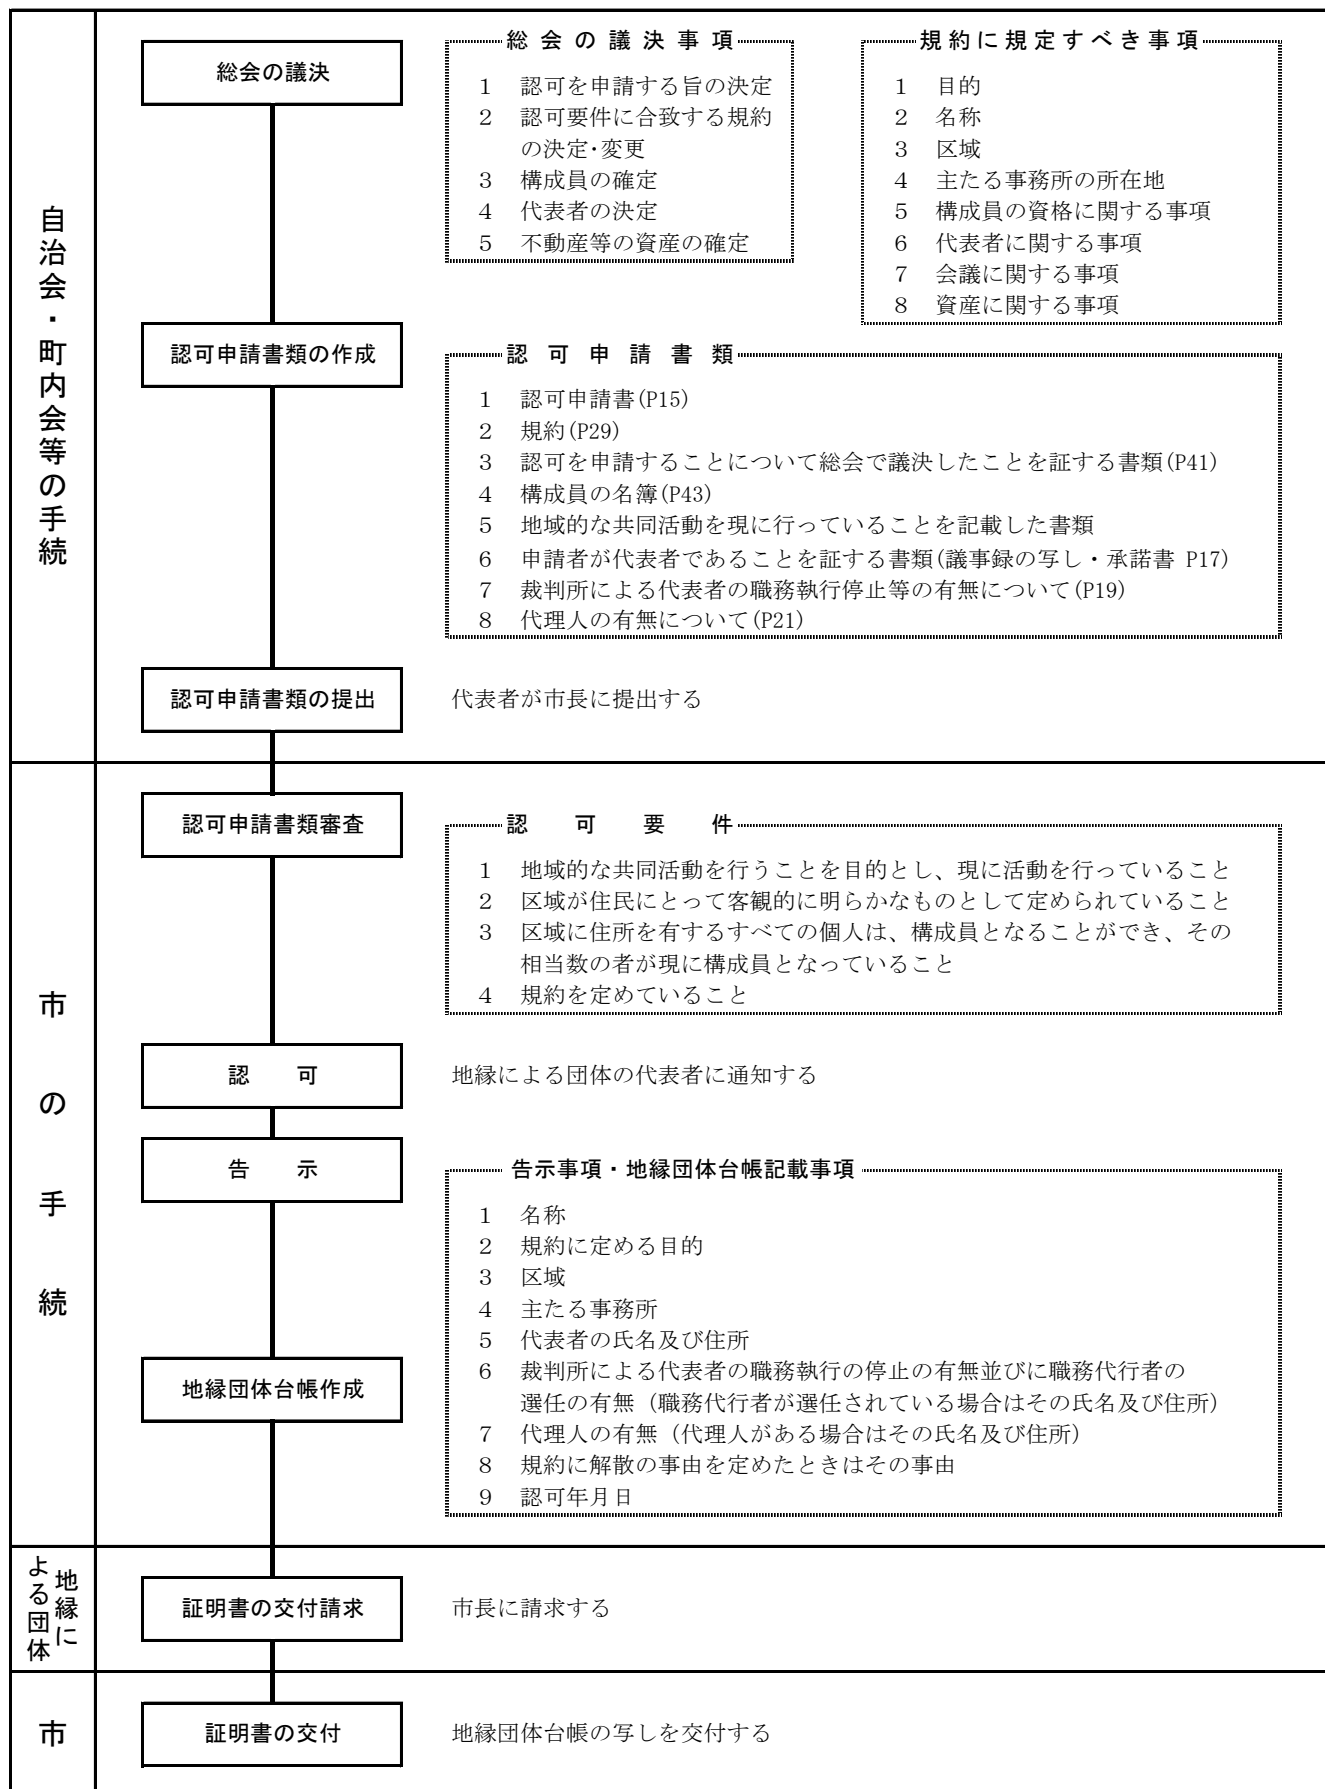 自治会・町内会等の手続
総会の議決
総会の議決事項
1 認可を申請する旨の決定
2 認可要件に合致する規約
の決定・変更
3 構成員の確定
4 代表者の決定
5 不動産等の資産の確定
規約に規定すべき事項
1 目的
2 名称
3 区域
4 主たる事務所の所在地
5 構成員の資格に関する事項
6 代表者に関する事項
7 会議に関する事項
8 資産に関する事項
認可申請書類の作成
認可申請書類
1 認可申請書(P15)
2 規約(P29)
3 認可を申請することについて総会で議決したことを証する書類(P41)
4 構成員の名簿(P43)
5 地域的な共同活動を現に行っていることを記載した書類
6 申請者が代表者であることを証する書類(議事録の写し・承諾書 P17)
7 裁判所による代表者の職務執行停止等の有無について(P19)
8 代理人の有無について(P21)
認可申請書類の提出
代表者が市長に提出する
市の手続
認可申請書類審査
認可要件
1 地域的な共同活動を行うことを目的とし、現に活動を行っていること
2 区域が住民にとって客観的に明らかなものとして定められていること
3 区域に住所を有するすべての個人は、構成員となることができ、その
相当数の者が現に構成員となっていること
4 規約を定めていること
認可
地縁による団体の代表者に通知する
告示
告示事項・地縁団体台帳記載事項
1 名称
2 規約に定める目的
3 区域
4 主たる事務所
5 代表者の氏名及び住所
6 裁判所による代表者の職務執行の停止の有無並びに職務代行者の
選任の有無（職務代行者が選任されている場合はその氏名及び住所）
7 代理人の有無（代理人がある場合はその氏名及び住所）
8 規約に解散の事由を定めたときはその事由
9 認可年月日
地縁団体台帳作成
地縁に
よる団体
証明書の交付請求
市長に請求する
市
証明書の交付
地縁団体台帳の写しを交付する